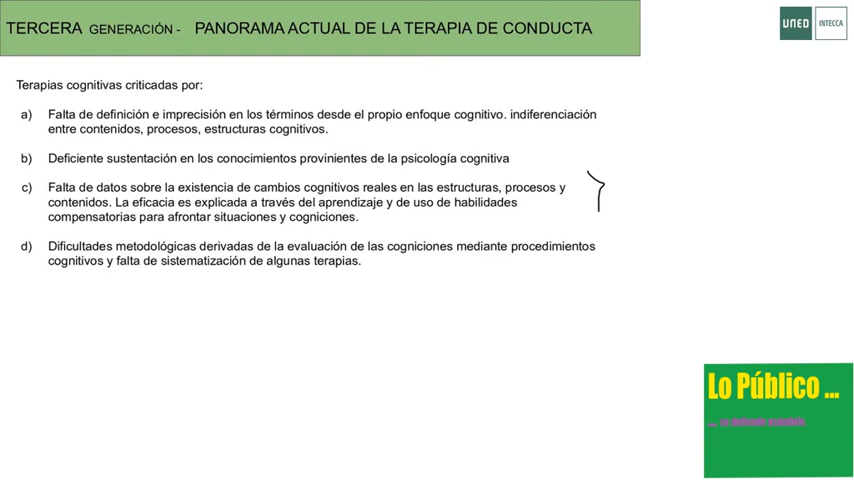 TERCERA GENERACIÓN - PANORAMA ACTUAL DE LA TERAPIA DE CONDUCTA
UNED INTECCA
Terapias cognitivas criticadas por:
a) Falta de definición e imprecisión en los términos desde el propio enfoque cognitivo. indiferenciación
entre contenidos, procesos, estructuras cognitivos.
b) Deficiente sustentación en los conocimientos provinientes de la psicología cognitiva
c) Falta de datos sobre la existencia de cambios cognitivos reales en las estructuras, procesos y
contenidos. La eficacia es explicada a través del aprendizaje y de uso de habilidades
compensatorias para afrontar situaciones y cogniciones.
d) Dificultades metodológicas derivadas de la evaluación de las cogniciones mediante procedimientos
cognitivos y falta de sistematización de algunas terapias.
Lo Público ...